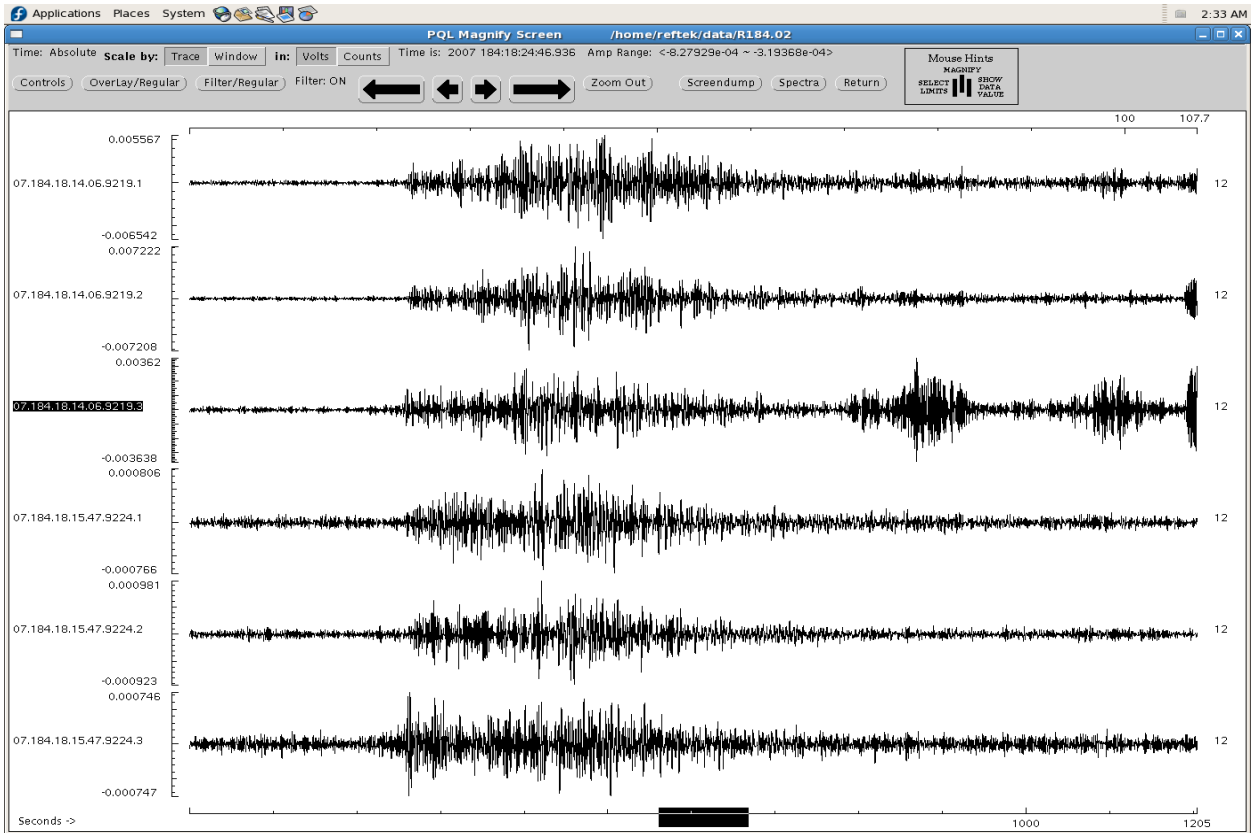 Applications Places System 2:33 AM
PQL Magnify Screen /home/reftek/data/R184.02
Time: Absolute Scale by: Trace Window in: Volts Counts Time is: 2007 184:18:24:46.936 Amp Range: <-8.27929e-04 ~ -3.19368e-04>
Mouse Hints
MAGNIFY
SELECT LIMITS SHOW DATA VALUE
Controls OverLay/Regular Filter/Regular Filter: ON Zoom Out Screendump Spectra Return
100 107.7
0.005567
07.184.18.14.06.9219.1 12
-0.006542
0.007222
07.184.18.14.06.9219.2 12
-0.007208
0.00362
07.184.18.14.06.9219.3 12
-0.003638
0.000806
07.184.18.15.47.9224.1 12
-0.000766
0.000981
07.184.18.15.47.9224.2 12
-0.000923
0.000746
07.184.18.15.47.9224.3 12
-0.000747
Seconds -> 1000 1205